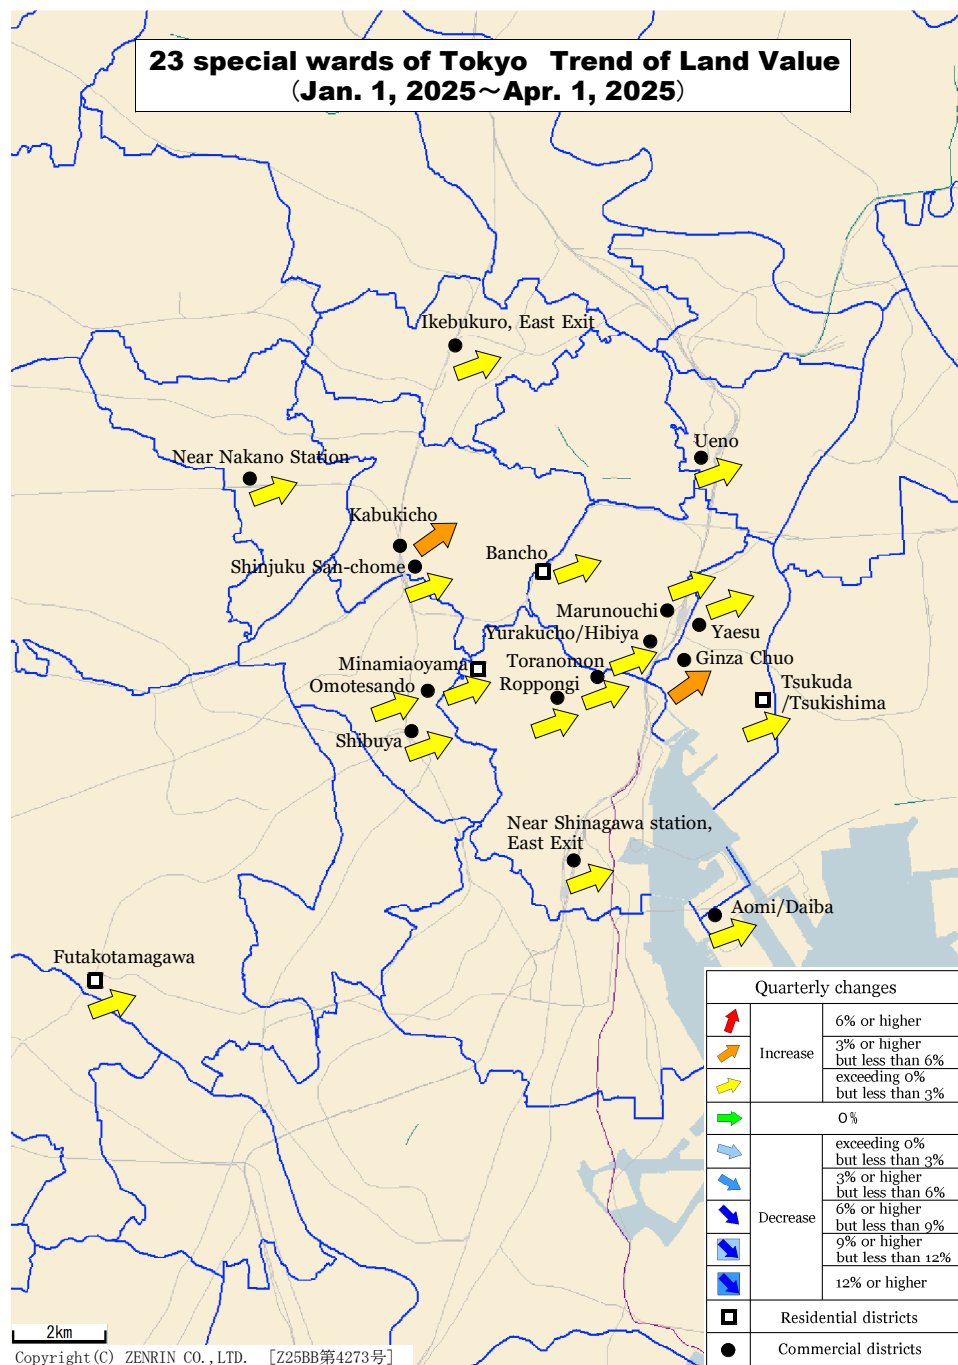 23 special wards of Tokyo Trend of Land Value
(Jan. 1, 2025～Apr. 1, 2025)
Ikebukuro, East Exit
Ueno
Near Nakano Station
Kabukicho
Shinjuku San-chome
Bancho
Marunouchi
Yaesu
Yurakucho/Hibiya
Ginza Chuo
Minamiaoyama
Toranomon
Omotesando
Roppongi
Tsukuda
/Tsukishima
Shibuya
Near Shinagawa station,
East Exit
Aomi/Daiba
Futakotamagawa
Quarterly changes
Increase
6% or higher
3% or higher
but less than 6%
exceeding 0%
but less than 3%
0%
Decrease
exceeding 0%
but less than 3%
3% or higher
but less than 6%
6% or higher
but less than 9%
9% or higher
but less than 12%
12% or higher
Residential districts
Commercial districts
2km
Copyright(C) ZENRIN CO.,LTD. [Z25BB第4273号]